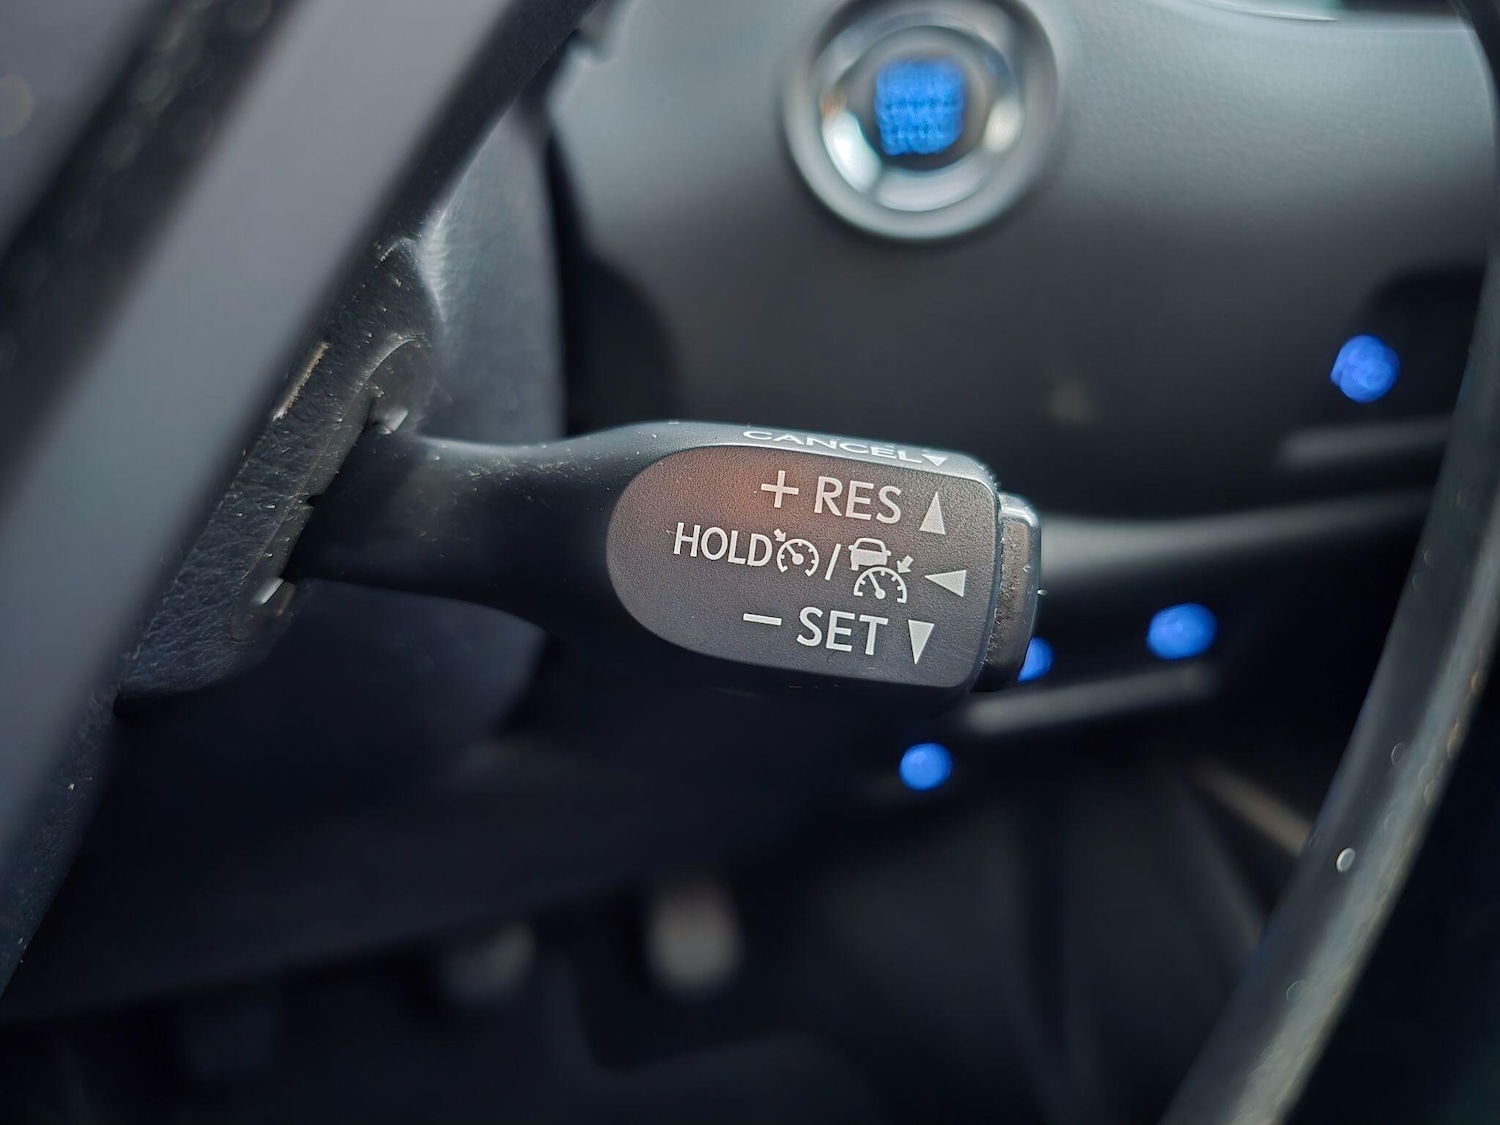 CANCEL▼
+ RES ▲
HOLD / ◀
− SET ▼